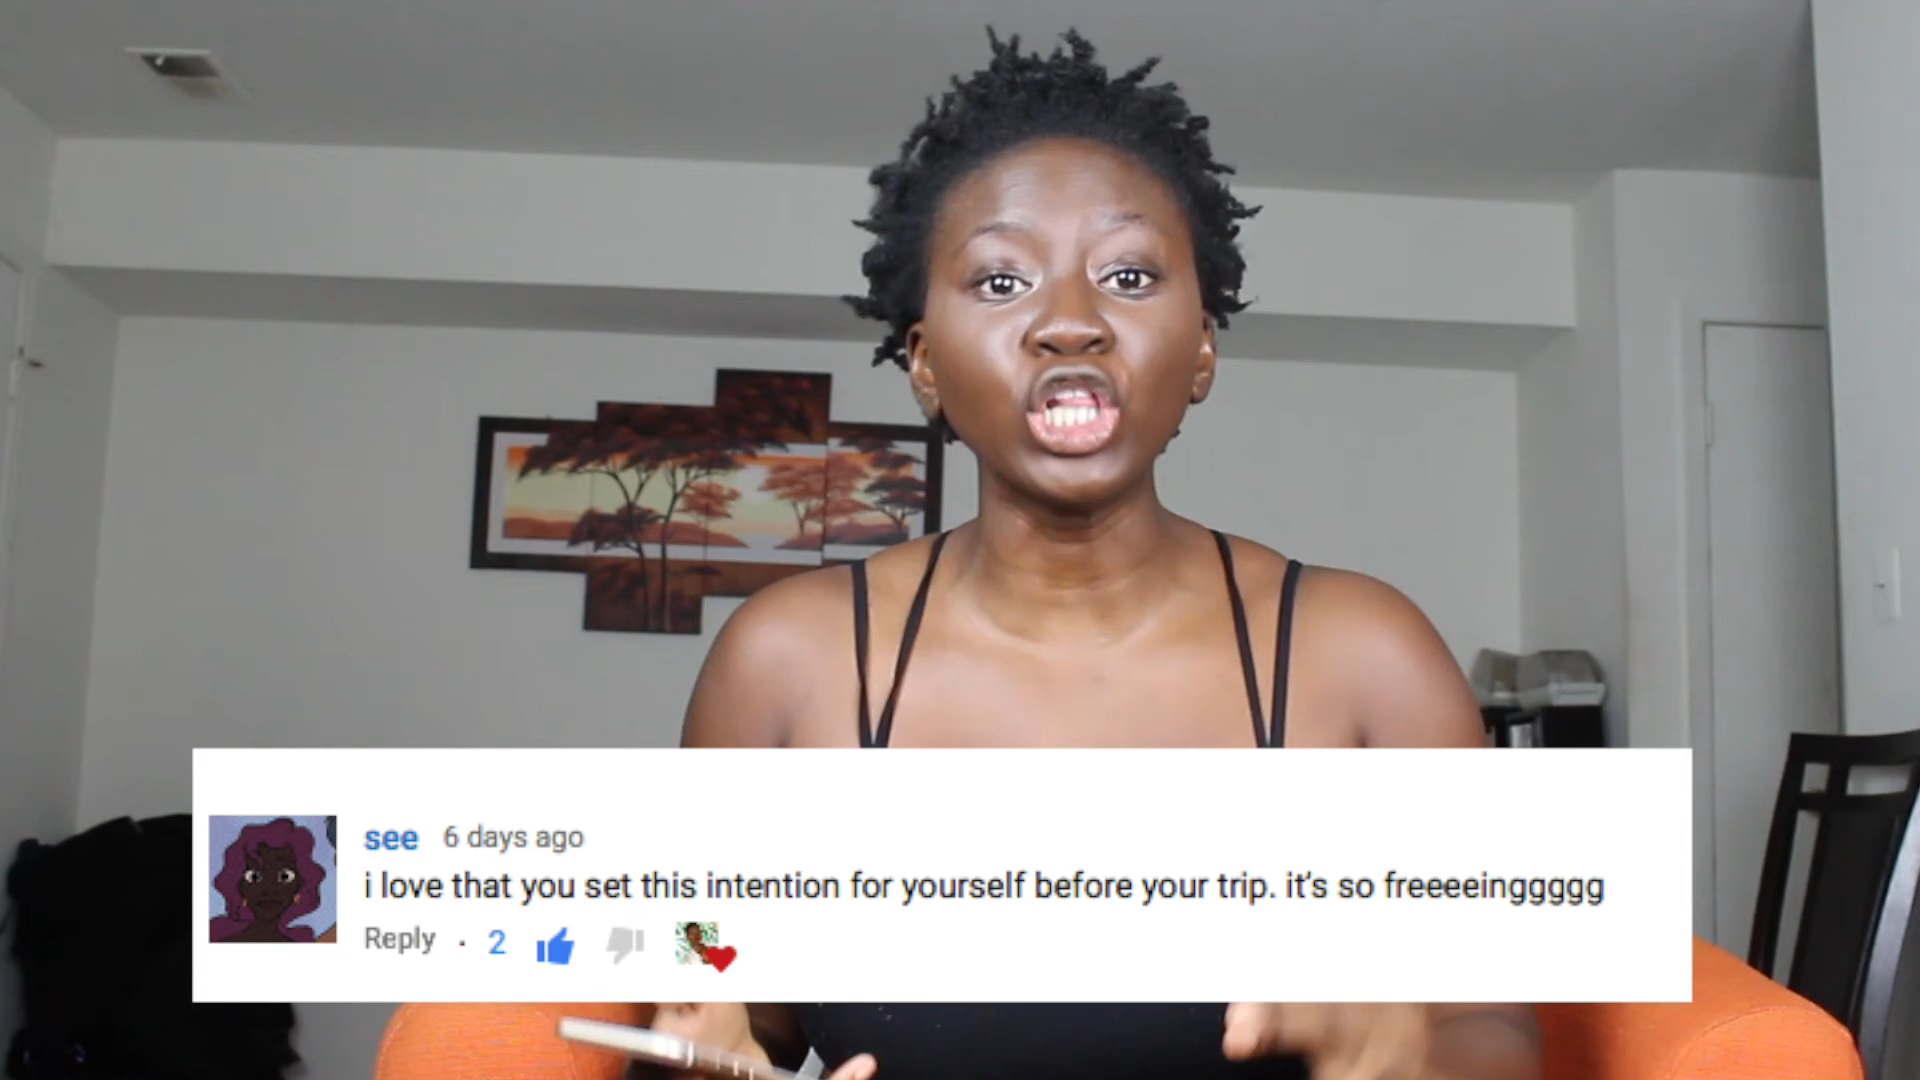 see 6 days ago
i love that you set this intention for yourself before your trip. it's so freeeeinggggg
Reply · 2